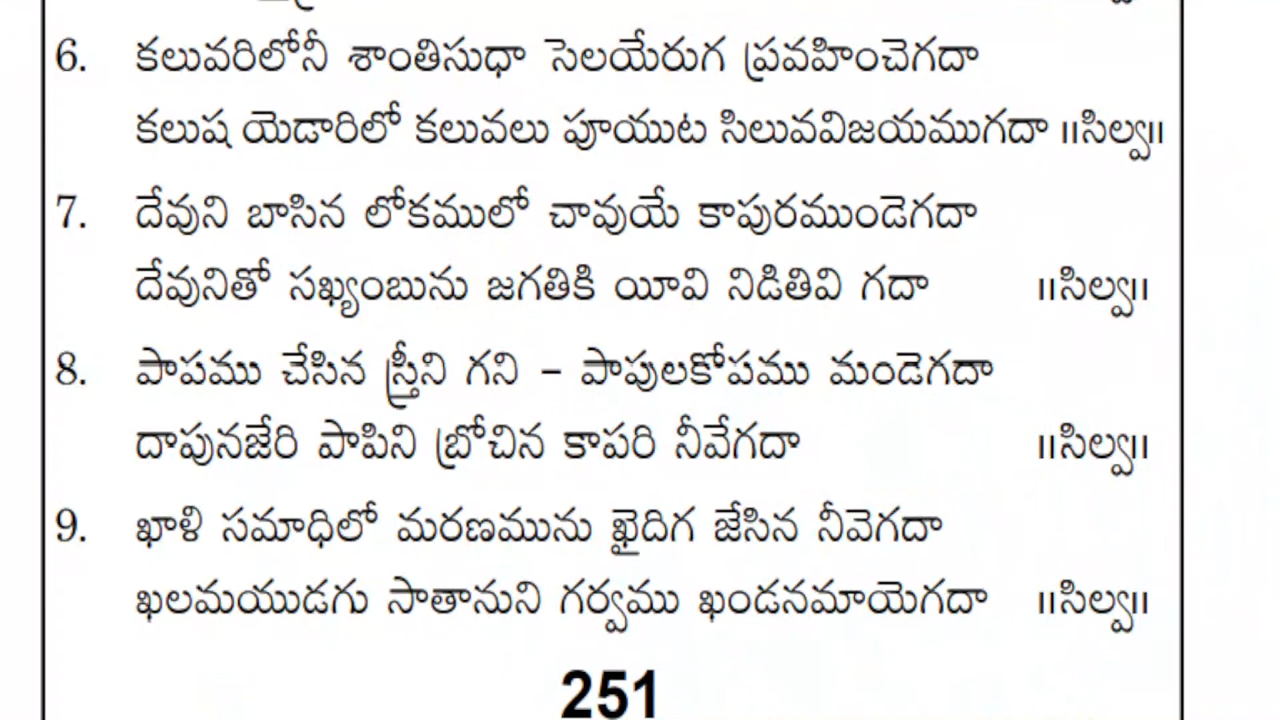 6. కలువరిలోనీ శాంతిసుధా సెలయేరుగ ప్రవహించెగదా
కలుష యెడారిలో కలువలు పూయుట సిలువవిజయముగదా ॥సిల్వ॥
7. దేవుని బాసిన లోకములో చావుయే కాపురముండెగదా
దేవునితో సఖ్యంబును జగతికి యీవి నిడితివి గదా ॥సిల్వ॥
8. పాపము చేసిన స్త్రీని గని – పాపులకోపము మండెగదా
దాపునజేరి పాపిని బ్రోచిన కాపరి నీవేగదా ॥సిల్వ॥
9. ఖాళి సమాధిలో మరణమును ఖైదిగ జేసిన నీవెగదా
ఖలమయుడగు సాతానుని గర్వము ఖండనమాయెగదా ॥సిల్వ॥
251